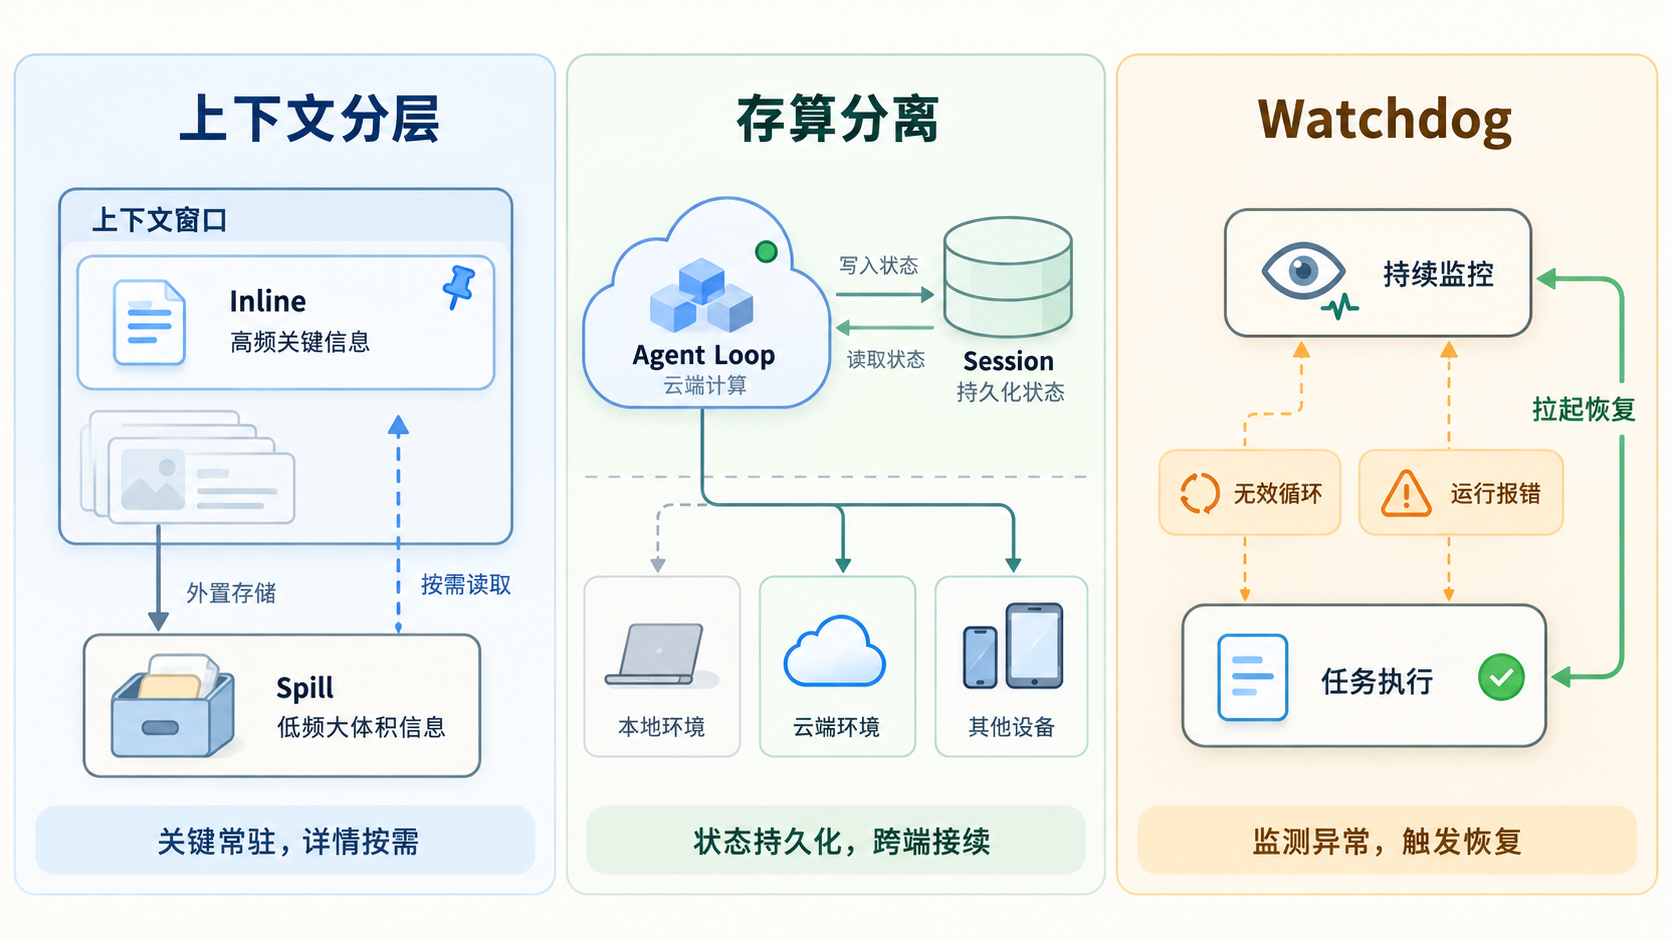 上下文分层
上下文窗口
Inline
高频关键信息
外置存储
按需读取
Spill
低频大体积信息
关键常驻，详情按需
存算分离
Agent Loop
云端计算
写入状态
读取状态
Session
持久化状态
本地环境
云端环境
其他设备
状态持久化，跨端接续
Watchdog
持续监控
拉起恢复
无效循环
运行报错
任务执行
监测异常，触发恢复